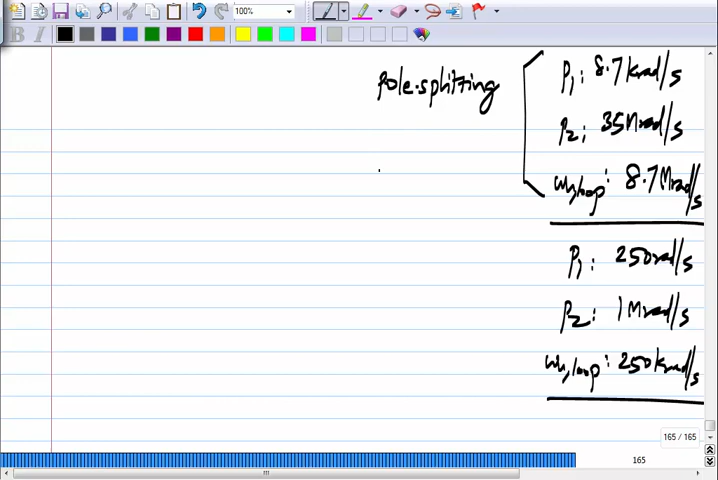 100%
pole-splitting
p1: 8.7krad/s
p2: 35Mrad/s
ωu,loop: 8.7Mrad/s
p1: 250rad/s
p2: 1Mrad/s
ωu,loop: 250krad/s
165 / 165
165